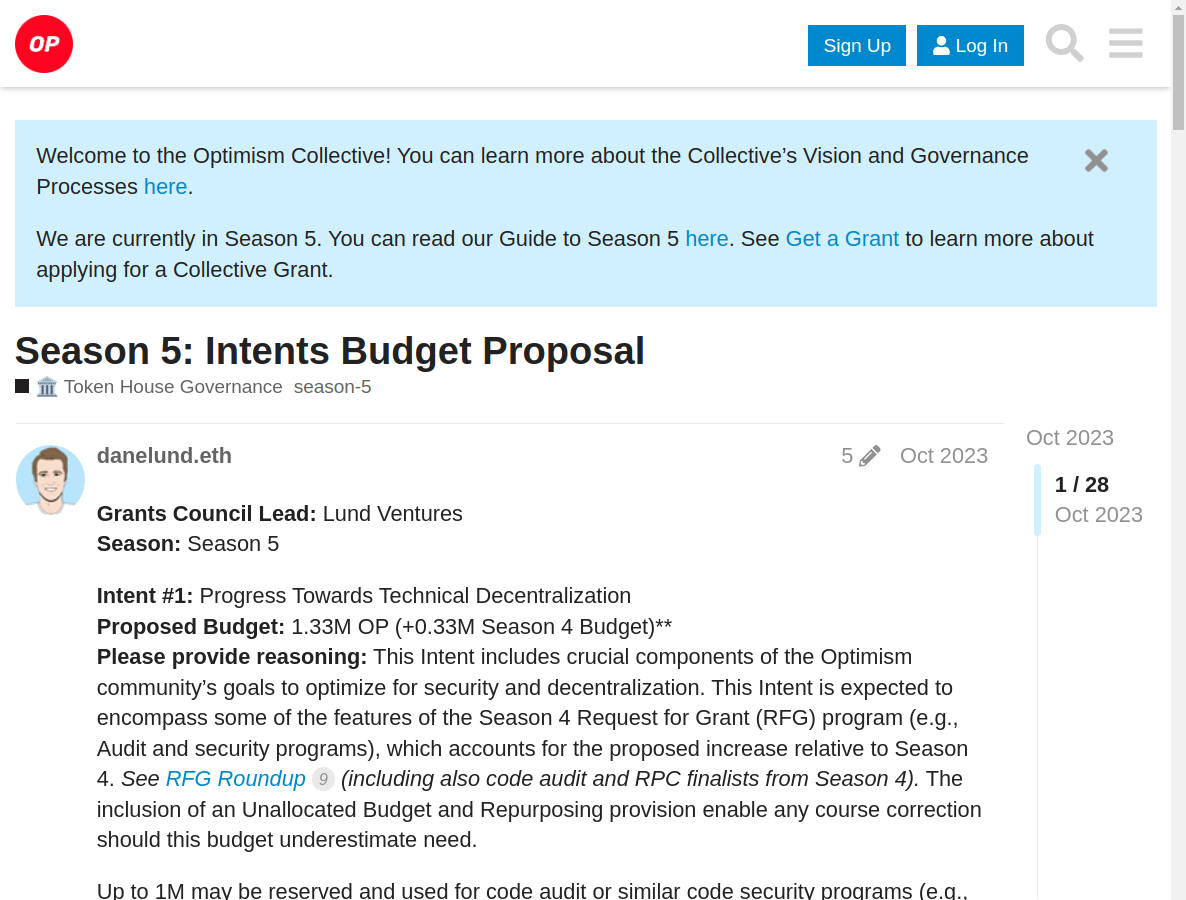 OP
Sign Up
Log In
Welcome to the Optimism Collective! You can learn more about the Collective’s Vision and Governance
Processes here.
We are currently in Season 5. You can read our Guide to Season 5 here. See Get a Grant to learn more about
applying for a Collective Grant.
Season 5: Intents Budget Proposal
Token House Governance season-5
danelund.eth 5 Oct 2023
Oct 2023
1 / 28
Oct 2023
Grants Council Lead: Lund Ventures
Season: Season 5
Intent #1: Progress Towards Technical Decentralization
Proposed Budget: 1.33M OP (+0.33M Season 4 Budget)**
Please provide reasoning: This Intent includes crucial components of the Optimism
community’s goals to optimize for security and decentralization. This Intent is expected to
encompass some of the features of the Season 4 Request for Grant (RFG) program (e.g.,
Audit and security programs), which accounts for the proposed increase relative to Season
4. See RFG Roundup 9 (including also code audit and RPC finalists from Season 4). The
inclusion of an Unallocated Budget and Repurposing provision enable any course correction
should this budget underestimate need.
Up to 1M may be reserved and used for code audit or similar code security programs (e.g.,